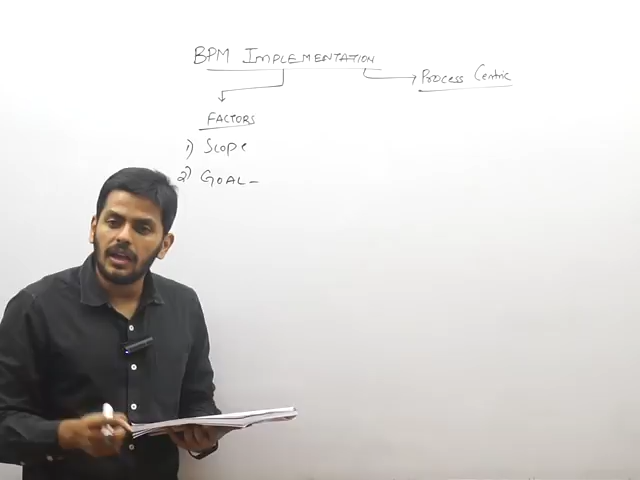 BPM IMPLEMENTATION
Process Centric
FACTORS
1) Scope
2) GOAL -